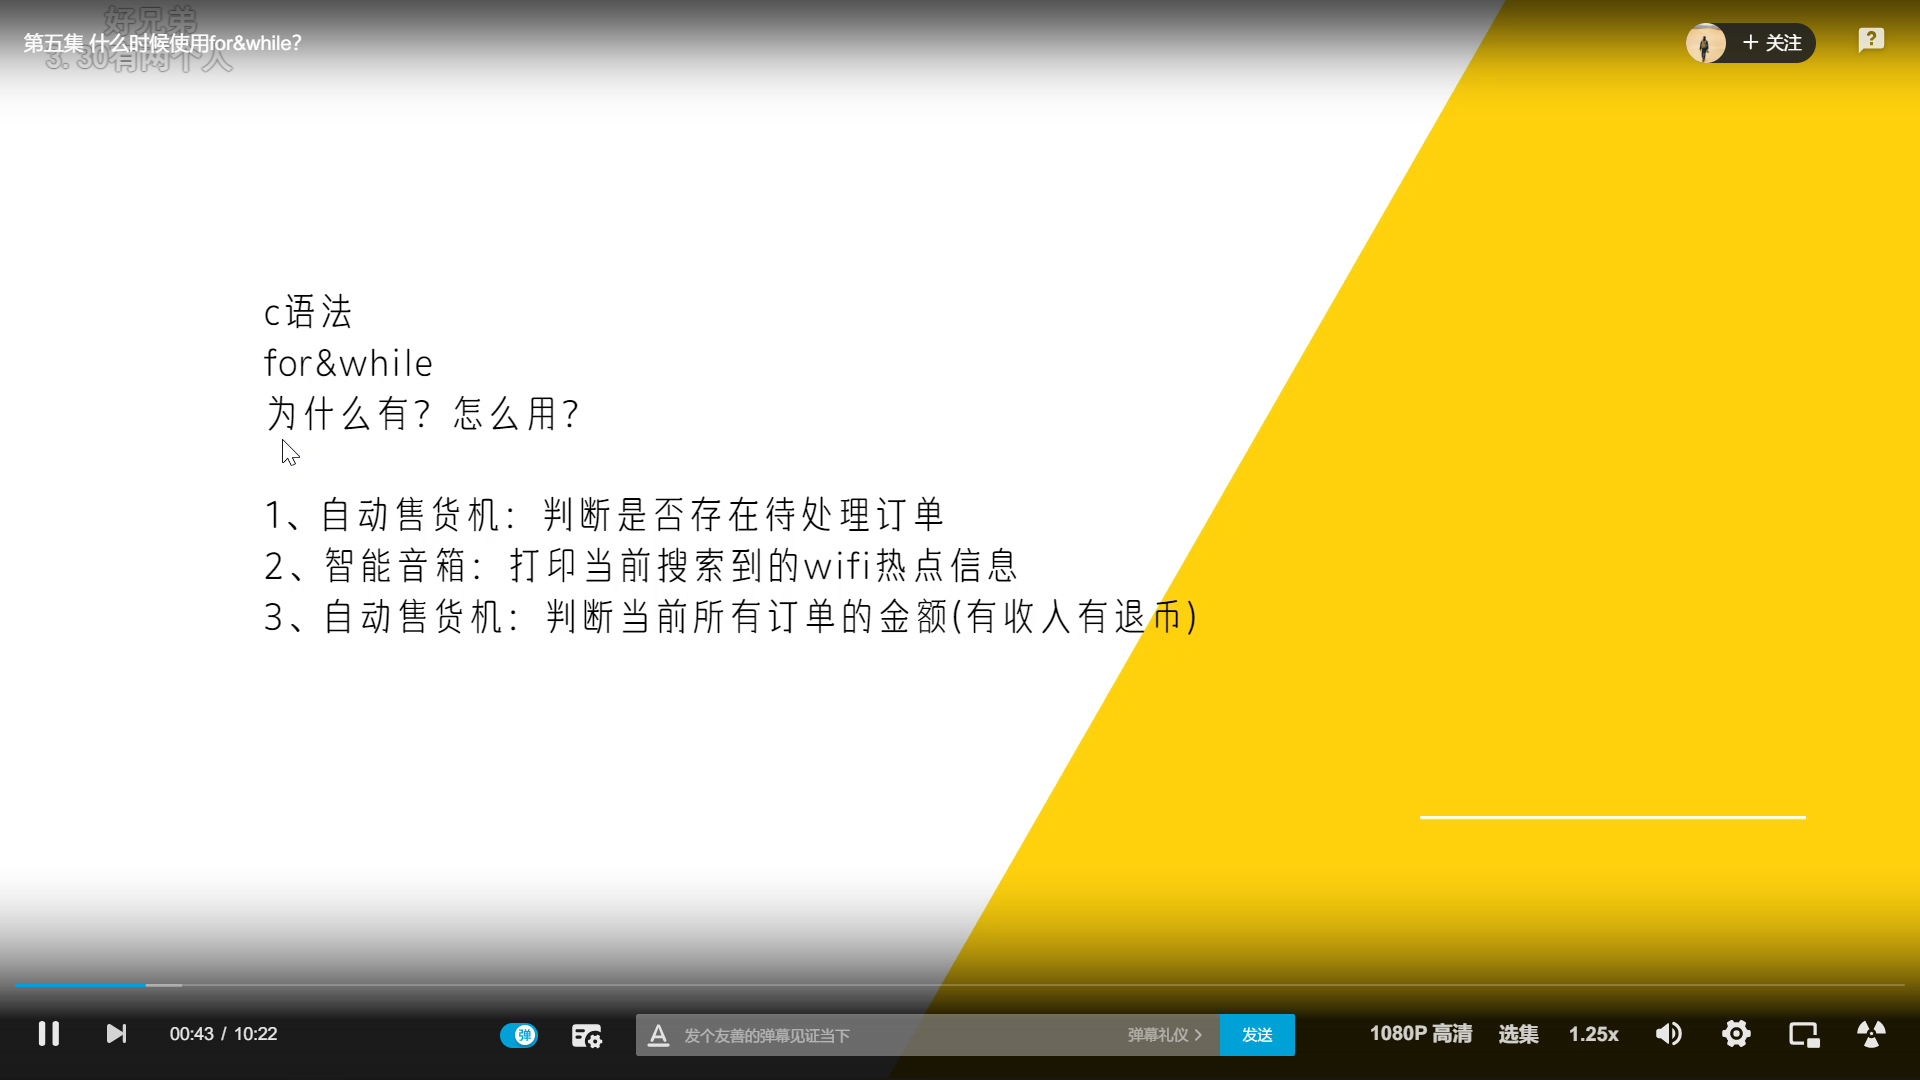 好兄弟
第五集 什么时候使用for&while?
3. 30有两个人
+ 关注
?
c语法
for&while
为什么有？怎么用？
1、自动售货机：判断是否存在待处理订单
2、智能音箱：打印当前搜索到的wifi热点信息
3、自动售货机：判断当前所有订单的金额(有收入有退币)
00:43 / 10:22
弹
A 发个友善的弹幕见证当下
弹幕礼仪 >
发送
1080P 高清
选集
1.25x